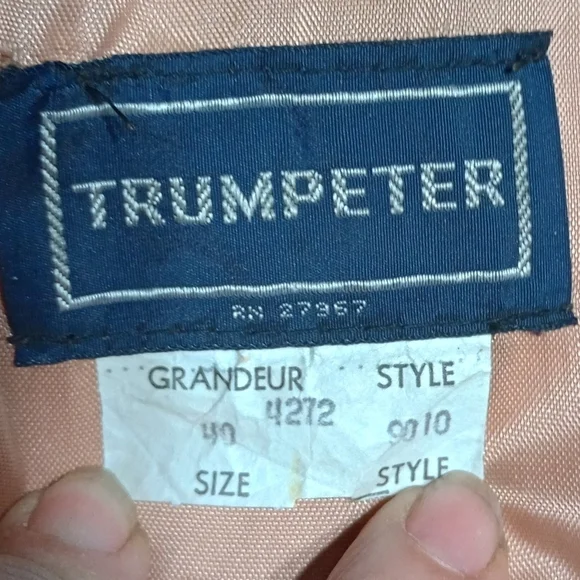 TRUMPETER
RN 27967
GRANDEUR STYLE
40 4272 9010
SIZE STYLE